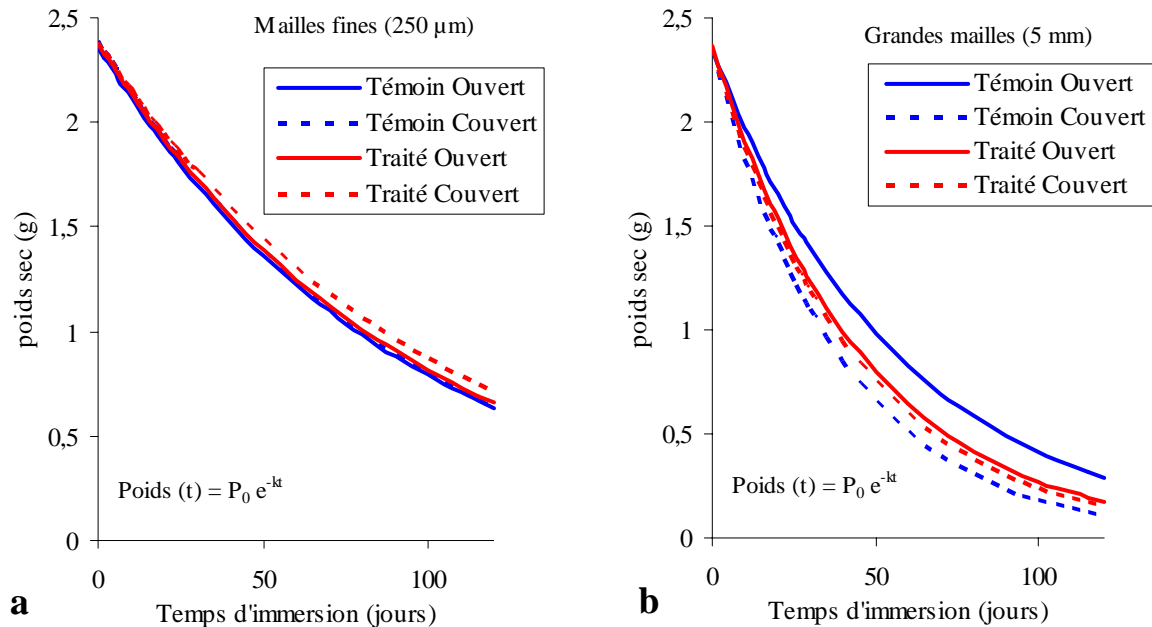 Mailles fines (250 µm)
2,5
2
1,5
1
0,5
0
poids sec (g)
Témoin Ouvert
Témoin Couvert
Traité Ouvert
Traité Couvert
Poids (t) = P0 e-kt
0
50
100
Temps d'immersion (jours)
a
Grandes mailles (5 mm)
2,5
2
1,5
1
0,5
0
poids sec (g)
Témoin Ouvert
Témoin Couvert
Traité Ouvert
Traité Couvert
Poids (t) = P0 e-kt
0
50
100
Temps d'immersion (jours)
b